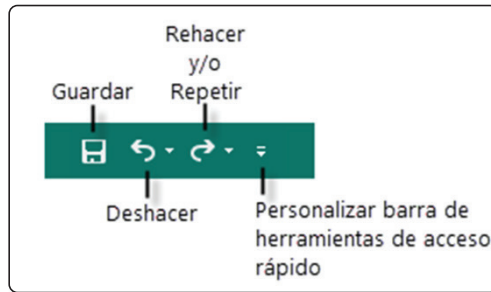 Rehacer
y/o
Repetir
Guardar
Deshacer
Personalizar barra de
herramientas de acceso
rápido